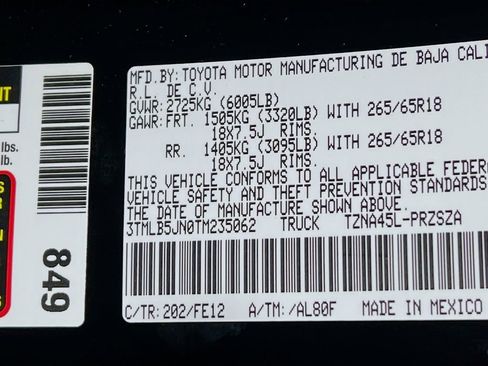 NT
lbs.
lb.
S
R
N
S
849
MFD.BY:TOYOTA MOTOR MANUFACTURING DE BAJA CALI
R.L. DE C.V.
GVWR:2725KG (6005LB)
GAWR:FRT. 1505KG (3320LB) WITH 265/65R18
18X7.5J RIMS.
RR. 1405KG (3095LB) WITH 265/65R18
18X7.5J RIMS.
THIS VEHICLE CONFORMS TO ALL APPLICABLE FEDER
VEHICLE SAFETY AND THEFT PREVENTION STANDARDS
THE DATE OF MANUFACTURE SHOWN ABOVE.
3TMLB5JN0TM235062 TRUCK TZNA45L-PRZSZA
C/TR:202/FE12 A/TM:/AL80F MADE IN MEXICO